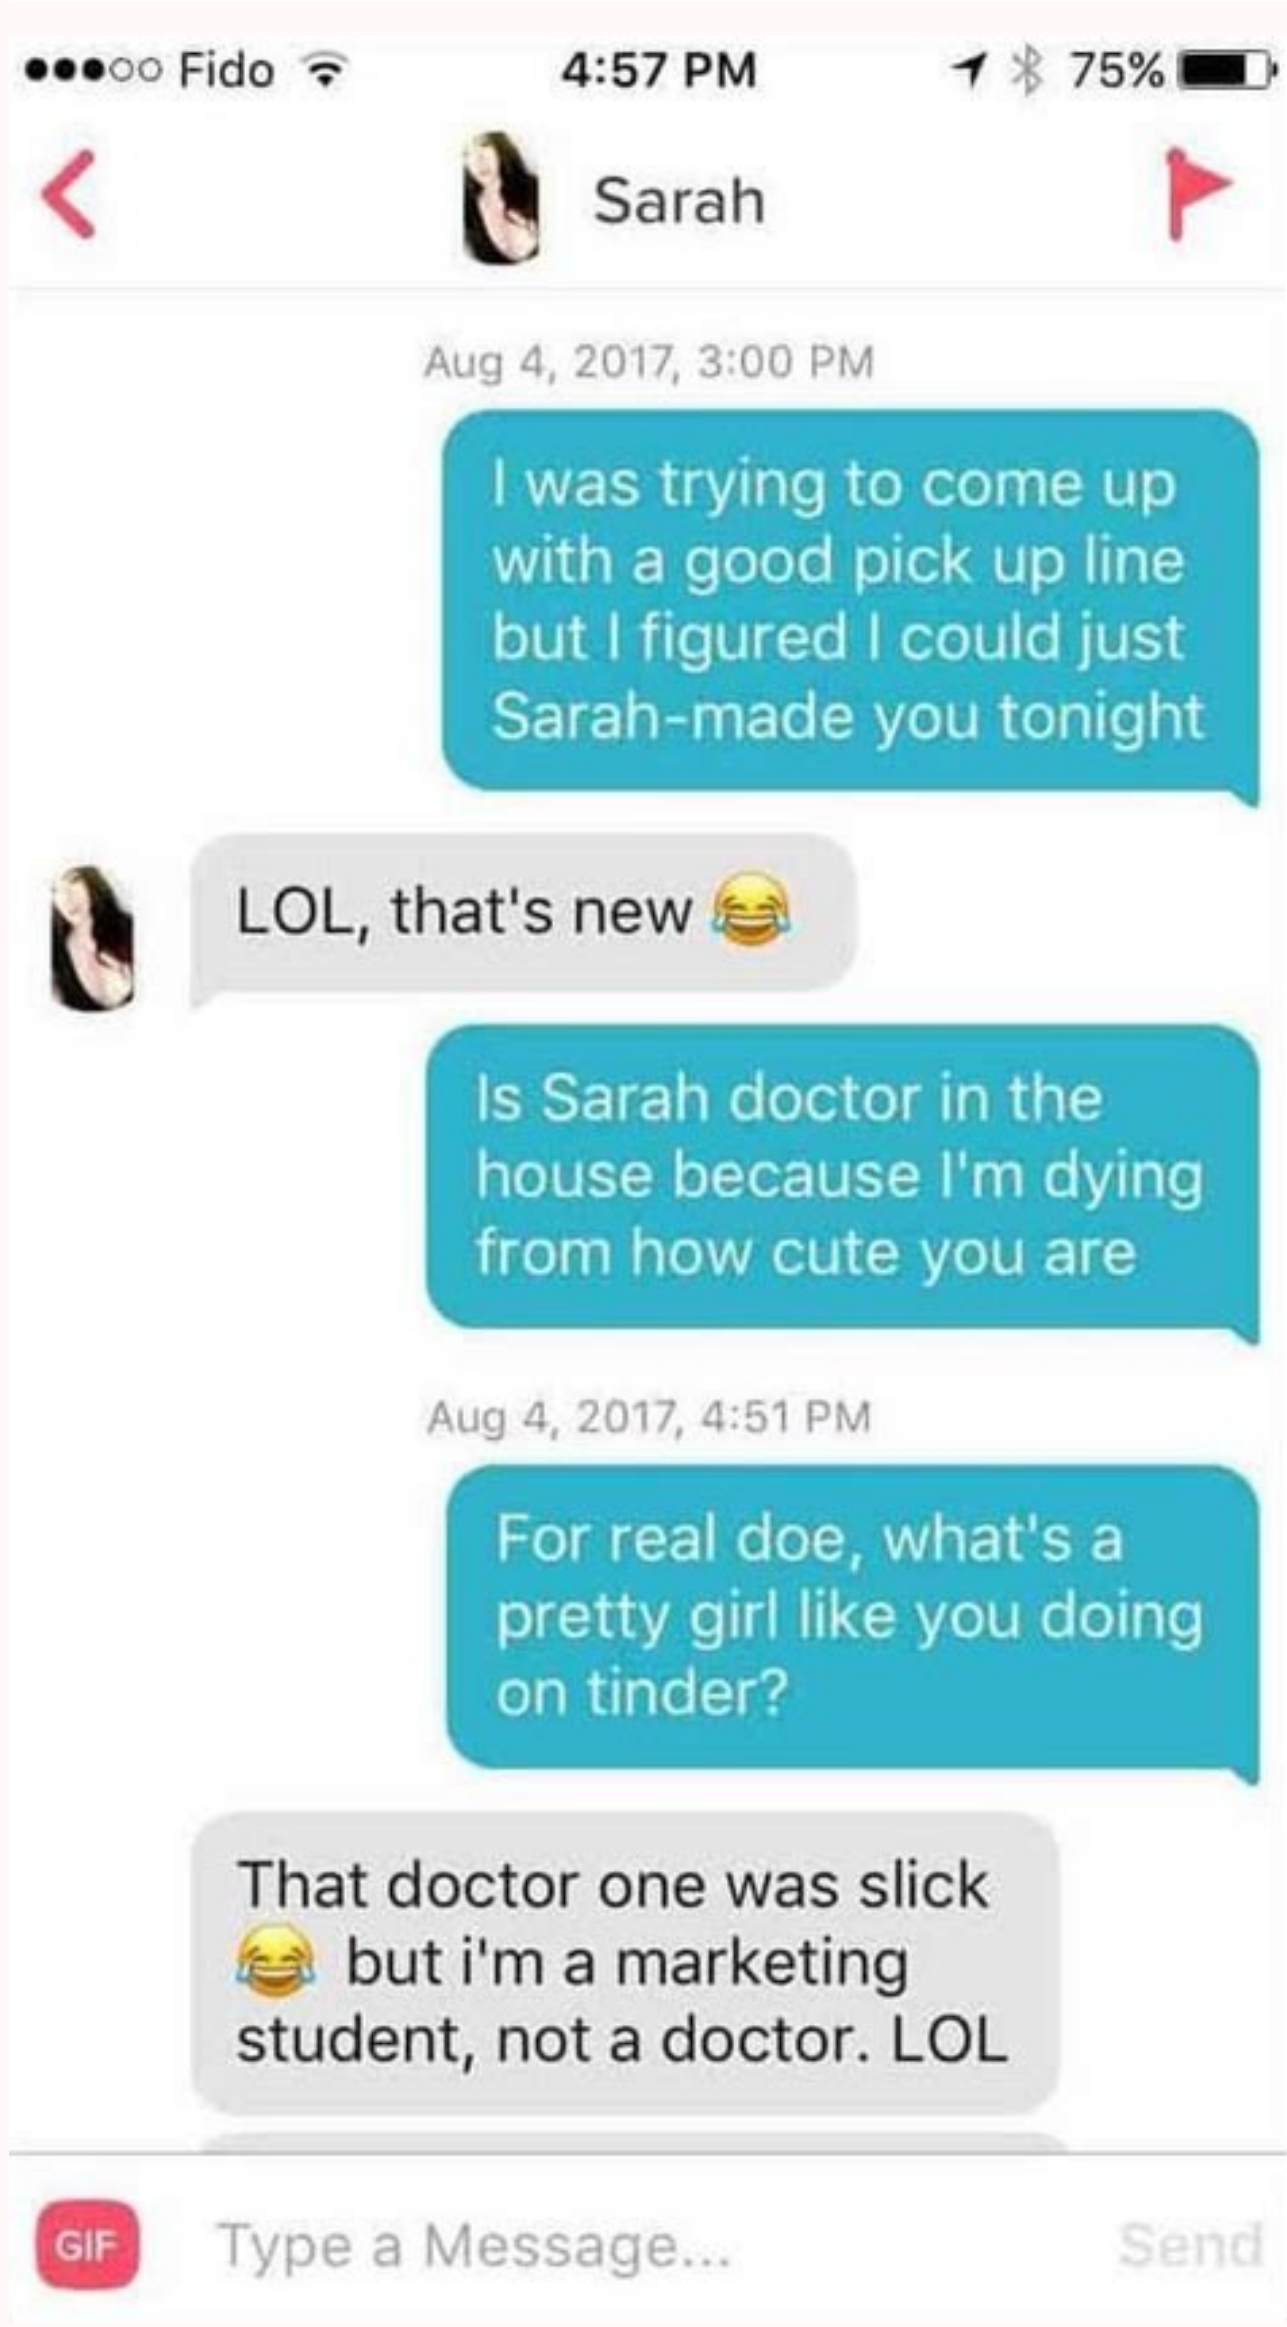 Fido 4:57 PM 75%
Sarah
Aug 4, 2017, 3:00 PM
I was trying to come up
with a good pick up line
but I figured I could just
Sarah-made you tonight
LOL, that's new 😂
Is Sarah doctor in the
house because I'm dying
from how cute you are
Aug 4, 2017, 4:51 PM
For real doe, what's a
pretty girl like you doing
on tinder?
That doctor one was slick
😂 but i'm a marketing
student, not a doctor. LOL
GIF Type a Message... Send